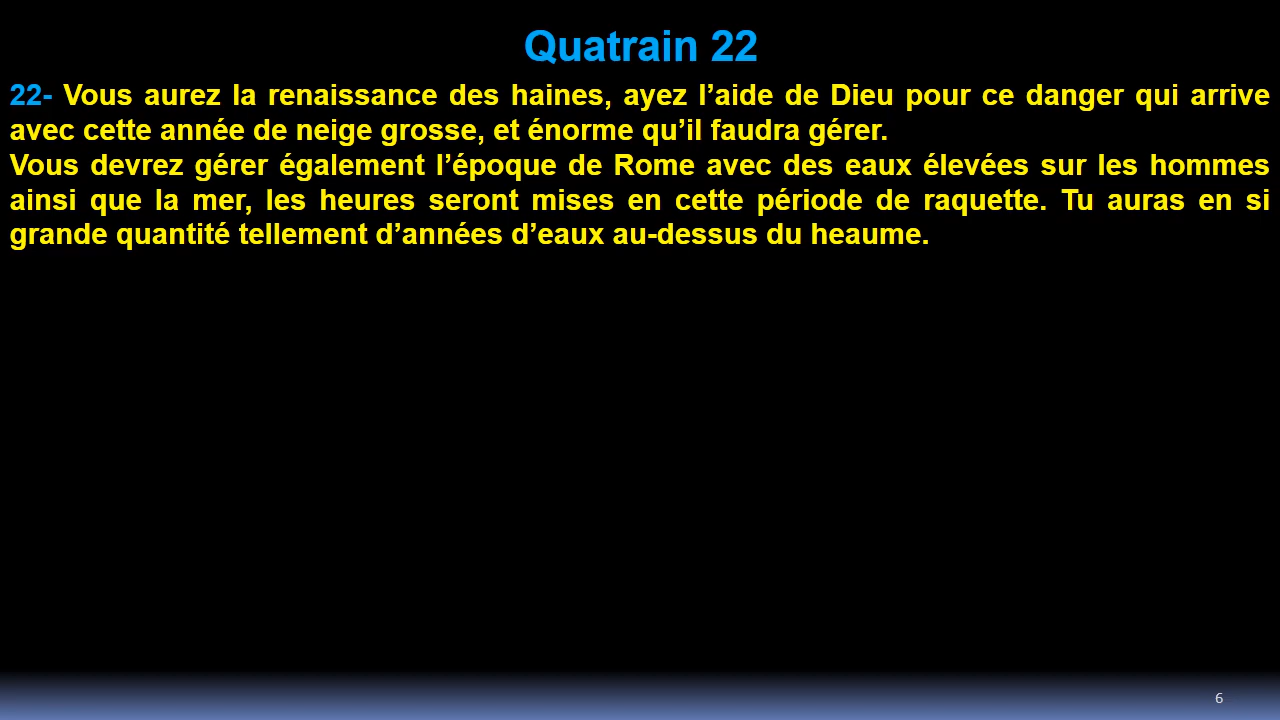 Quatrain 22
22- Vous aurez la renaissance des haines, ayez l’aide de Dieu pour ce danger qui arrive
avec cette année de neige grosse, et énorme qu’il faudra gérer.
Vous devrez gérer également l’époque de Rome avec des eaux élevées sur les hommes
ainsi que la mer, les heures seront mises en cette période de raquette. Tu auras en si
grande quantité tellement d’années d’eaux au-dessus du heaume.
6